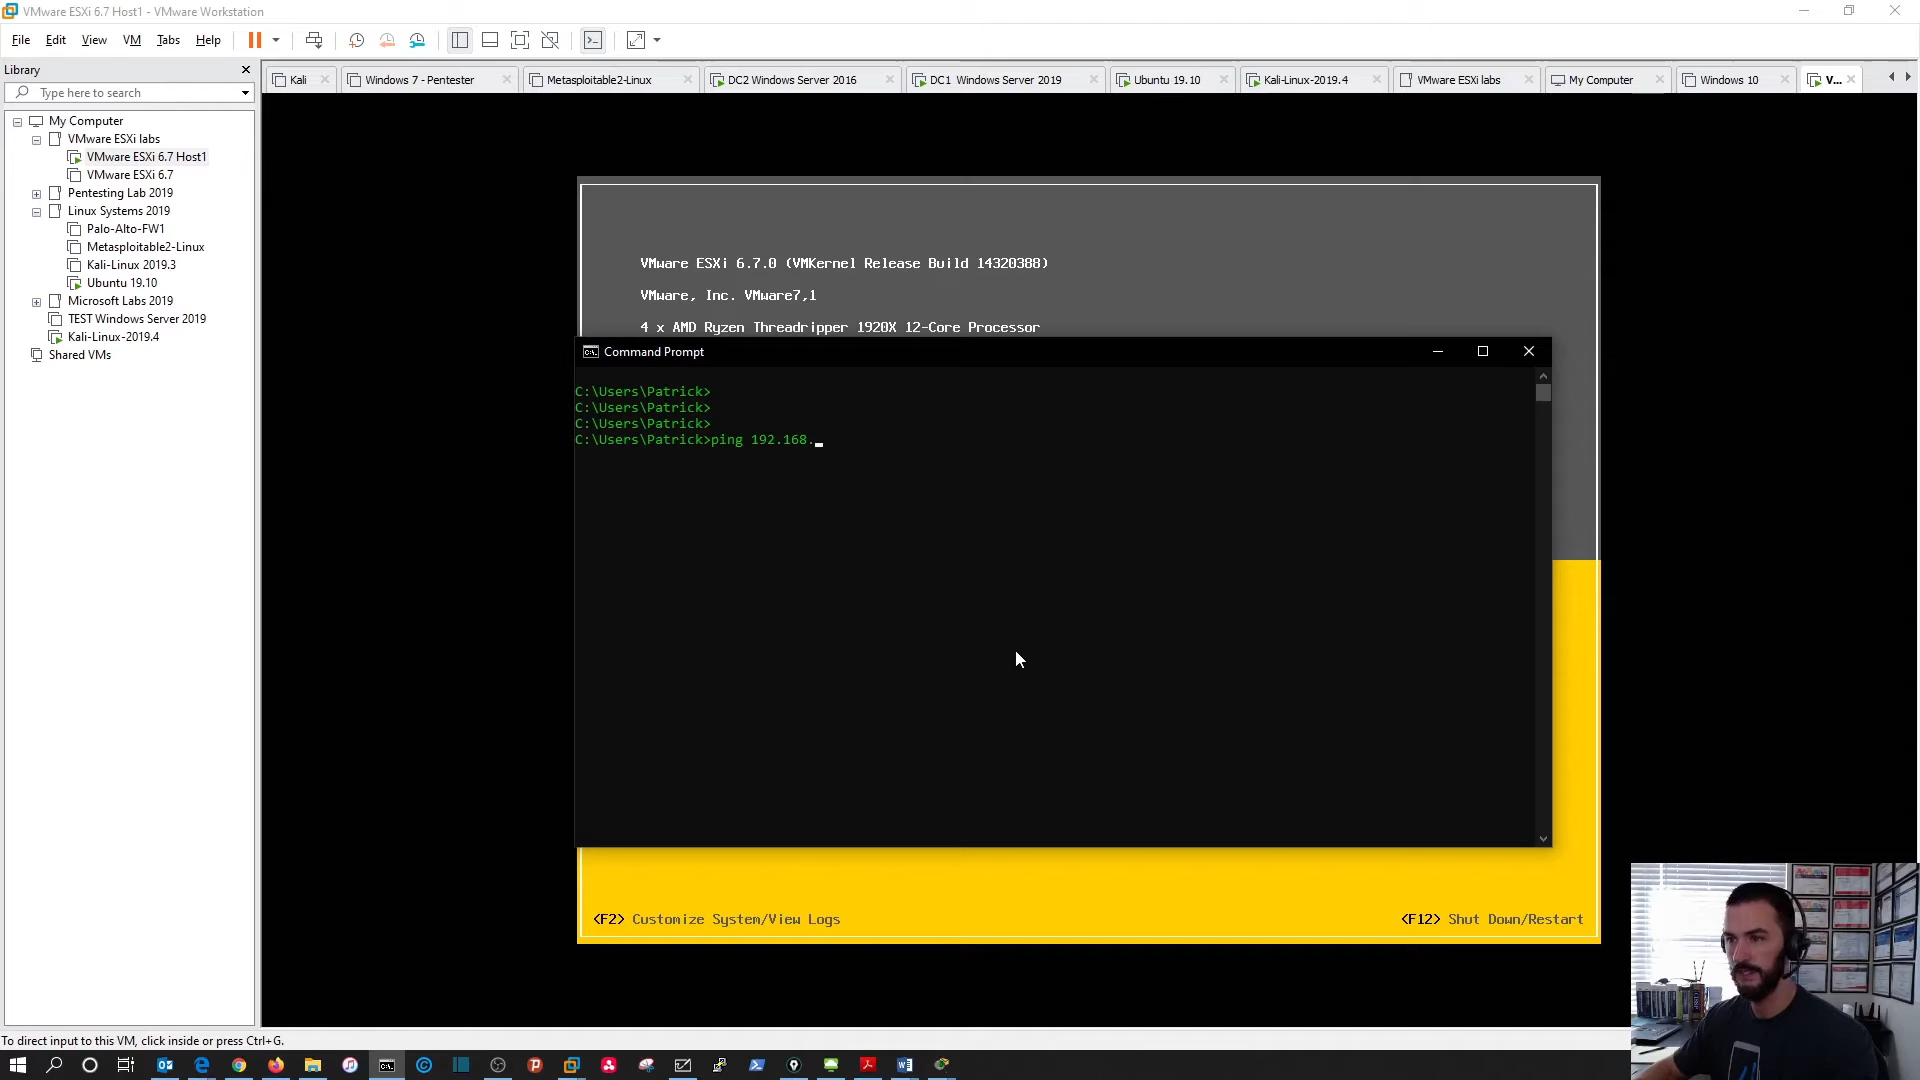 VMware ESXi 6.7 Host1 - VMware Workstation
File Edit View VM Tabs Help
Library
Type here to search
Kali
Windows 7 - Pentester
Metasploitable2-Linux
DC2 Windows Server 2016
DC1 Windows Server 2019
Ubuntu 19.10
Kali-Linux-2019.4
VMware ESXi labs
My Computer
Windows 10
V...
My Computer
VMware ESXi labs
VMware ESXi 6.7 Host1
VMware ESXi 6.7
Pentesting Lab 2019
Linux Systems 2019
Palo-Alto-FW1
Metasploitable2-Linux
Kali-Linux 2019.3
Ubuntu 19.10
Microsoft Labs 2019
TEST Windows Server 2019
Kali-Linux-2019.4
Shared VMs
VMware ESXi 6.7.0 (VMKernel Release Build 14320388)
VMware, Inc. VMware7,1
4 x AMD Ryzen Threadripper 1920X 12-Core Processor
Command Prompt
C:\Users\Patrick>
C:\Users\Patrick>
C:\Users\Patrick>
C:\Users\Patrick>ping 192.168._
<F2> Customize System/View Logs
<F12> Shut Down/Restart
To direct input to this VM, click inside or press Ctrl+G.